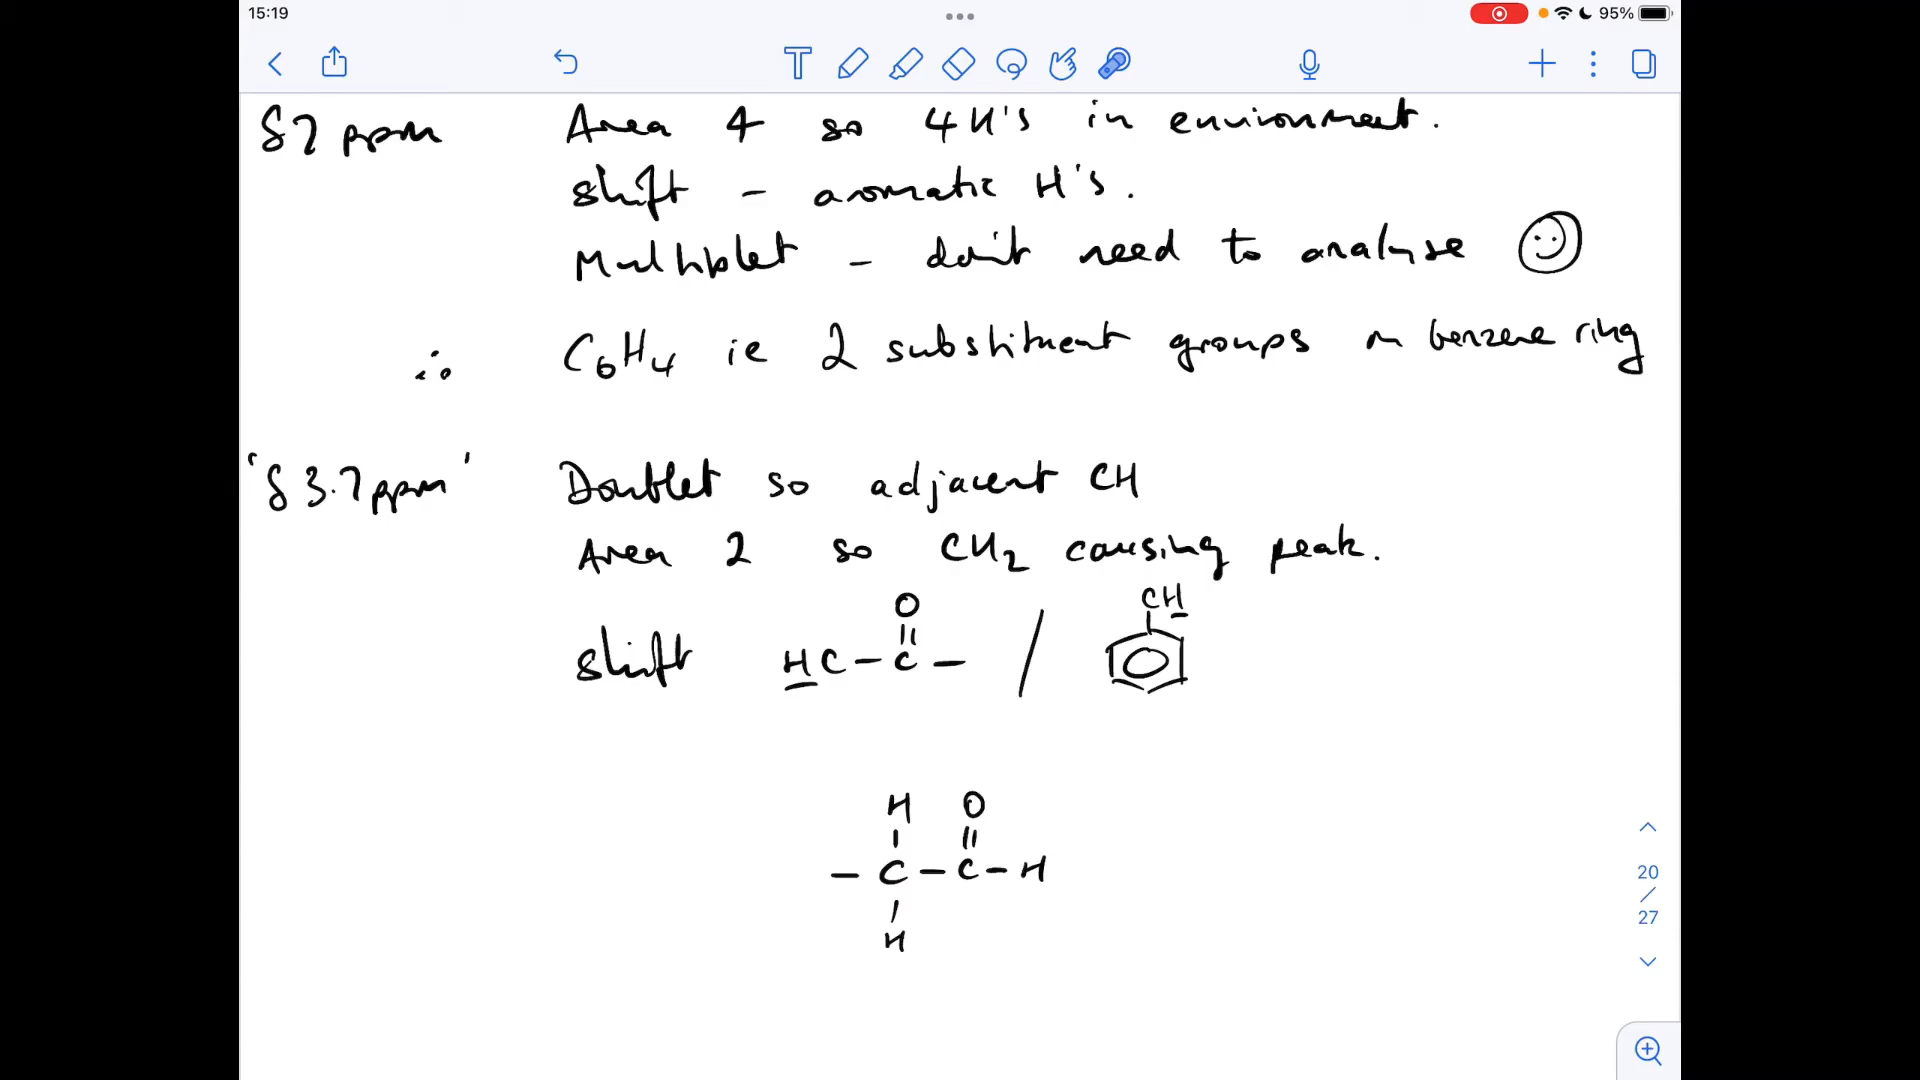 15:19
95%
δ7 ppm Area 4 so 4H's in environment.
shift - aromatic H's.
Multiplet - don't need to analyse
∴ C6H4 ie 2 substituent groups on benzene ring
'δ 3.7 ppm' Doublet so adjacent CH
Area 2 so CH2 causing peak.
O
CH
shift HC-C- /
H O
-C-C-H
H
20
/
27